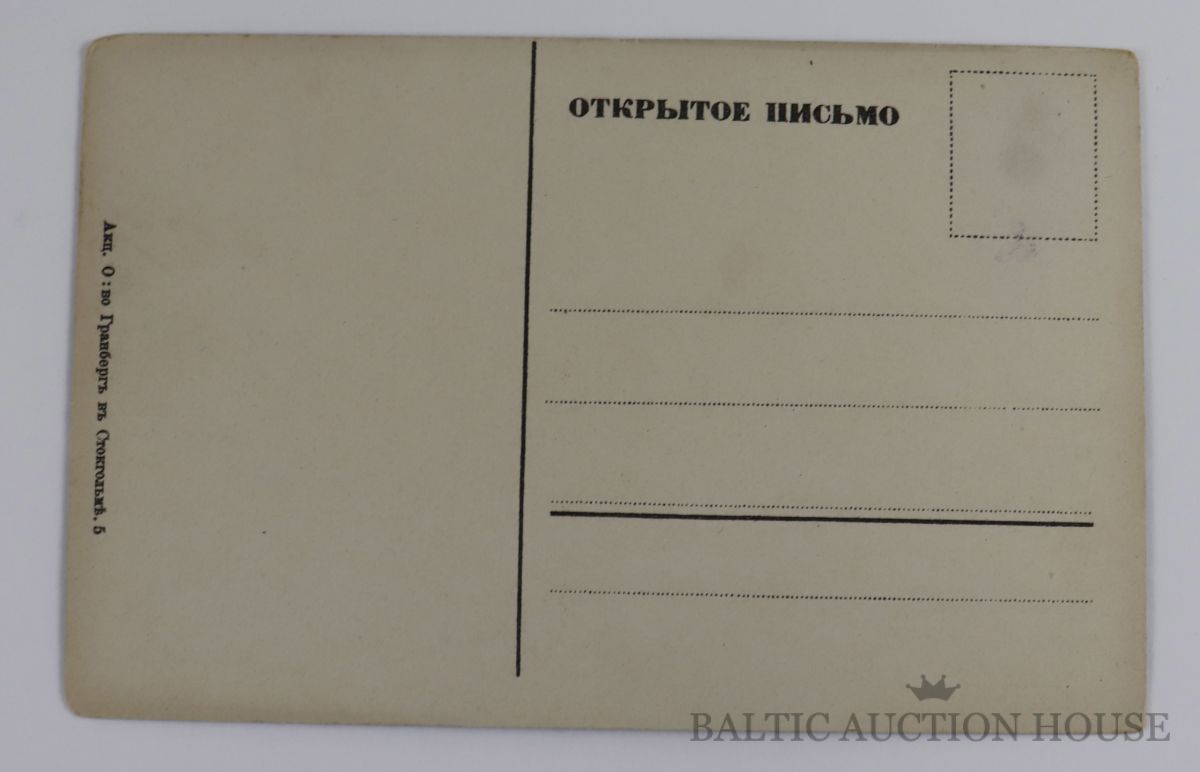 ОТКРЫТОЕ ПИСЬМО
Акц. О:во Гранбергъ въ Стокгольмѣ, 5
BALTIC AUCTION HOUSE